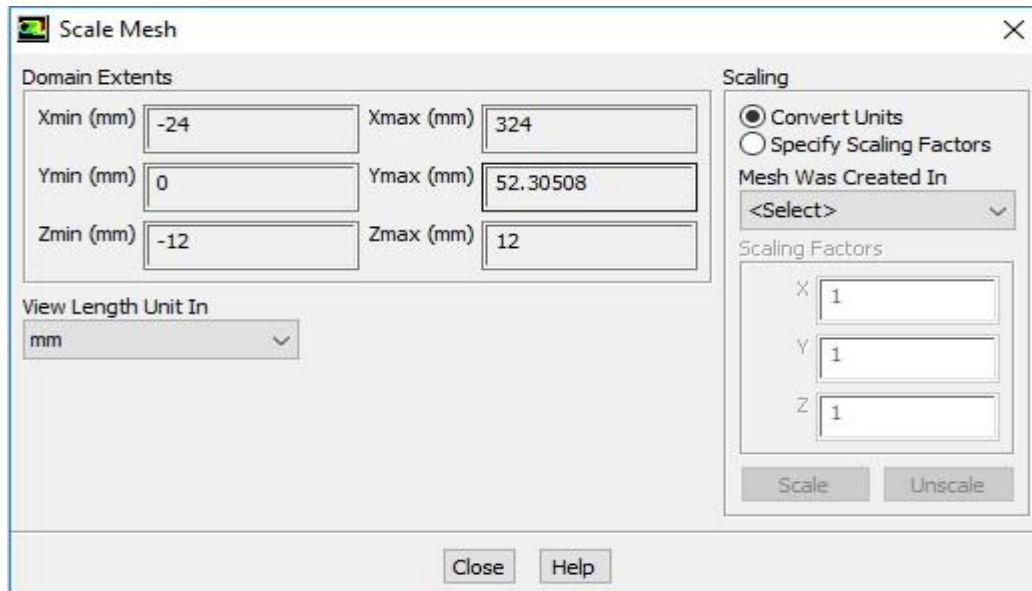 Scale Mesh
Domain Extents
Xmin (mm) -24 Xmax (mm) 324
Ymin (mm) 0 Ymax (mm) 52.30508
Zmin (mm) -12 Zmax (mm) 12
View Length Unit In
mm
Scaling
Convert Units
Specify Scaling Factors
Mesh Was Created In
<Select>
Scaling Factors
X 1
Y 1
Z 1
Scale Unscale
Close Help